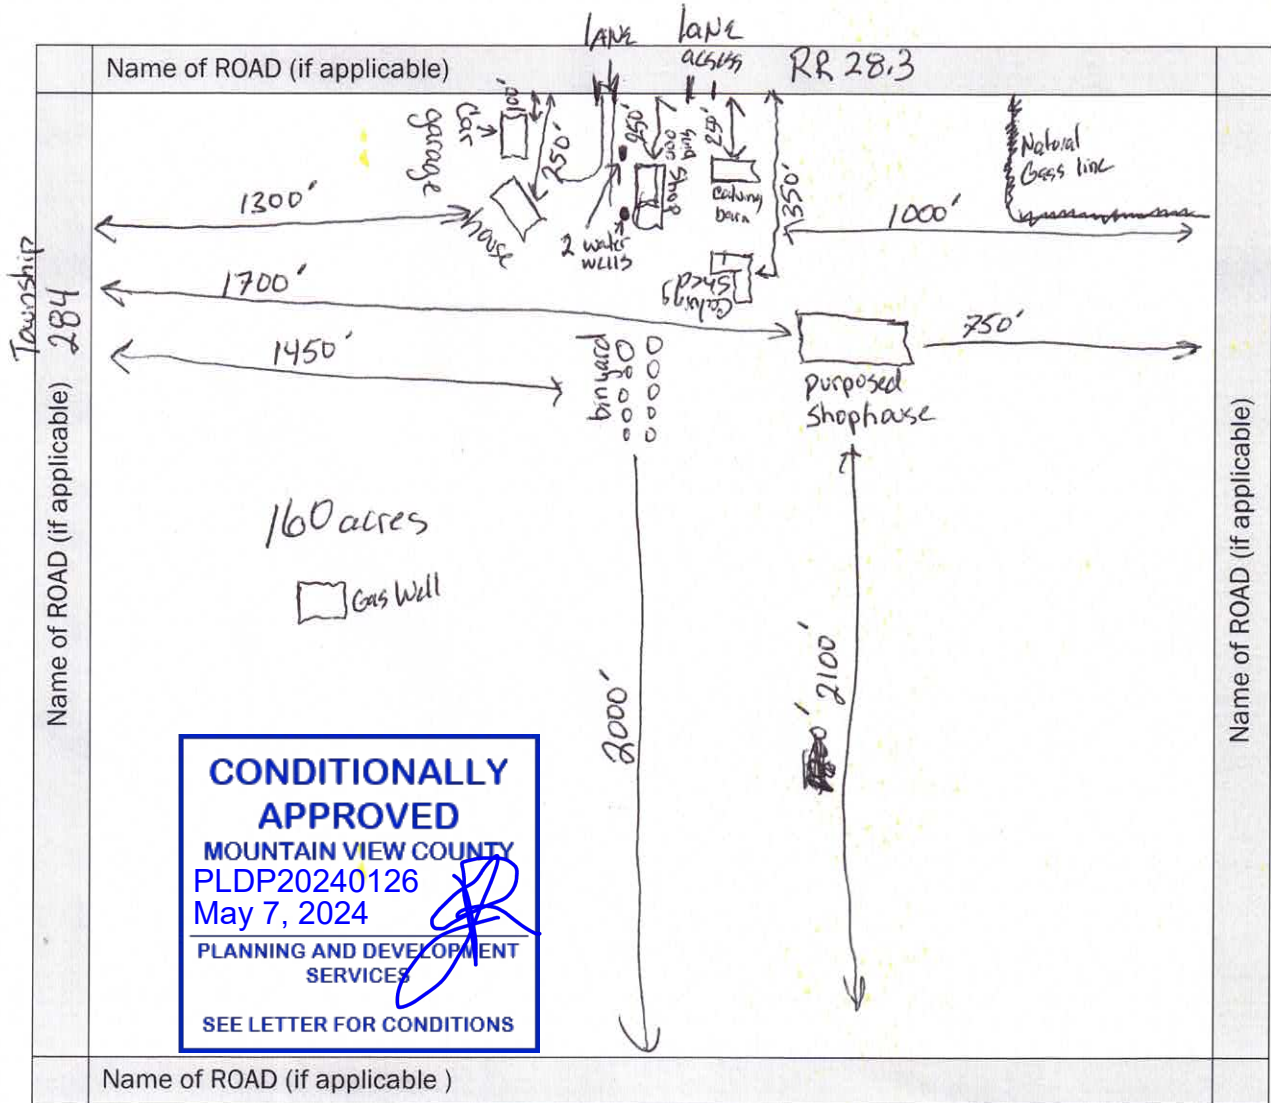 LANE
LANE
access
Name of ROAD (if applicable)
RR 28.3
100'
Car
garage
250'
250'
Shop
250'
Calving
barn
350'
Natural
Gass line
1300'
House
2 water
wells
1000'
Calving
Shed
Township
284
1700'
750'
1450'
binyard
purposed
Shophouse
Name of ROAD (if applicable)
Name of ROAD (if applicable)
160 acres
Gas Well
2000'
2100'
CONDITIONALLY
APPROVED
MOUNTAIN VIEW COUNTY
PLDP20240126
May 7, 2024
PLANNING AND DEVELOPMENT
SERVICES
SEE LETTER FOR CONDITIONS
Name of ROAD (if applicable )